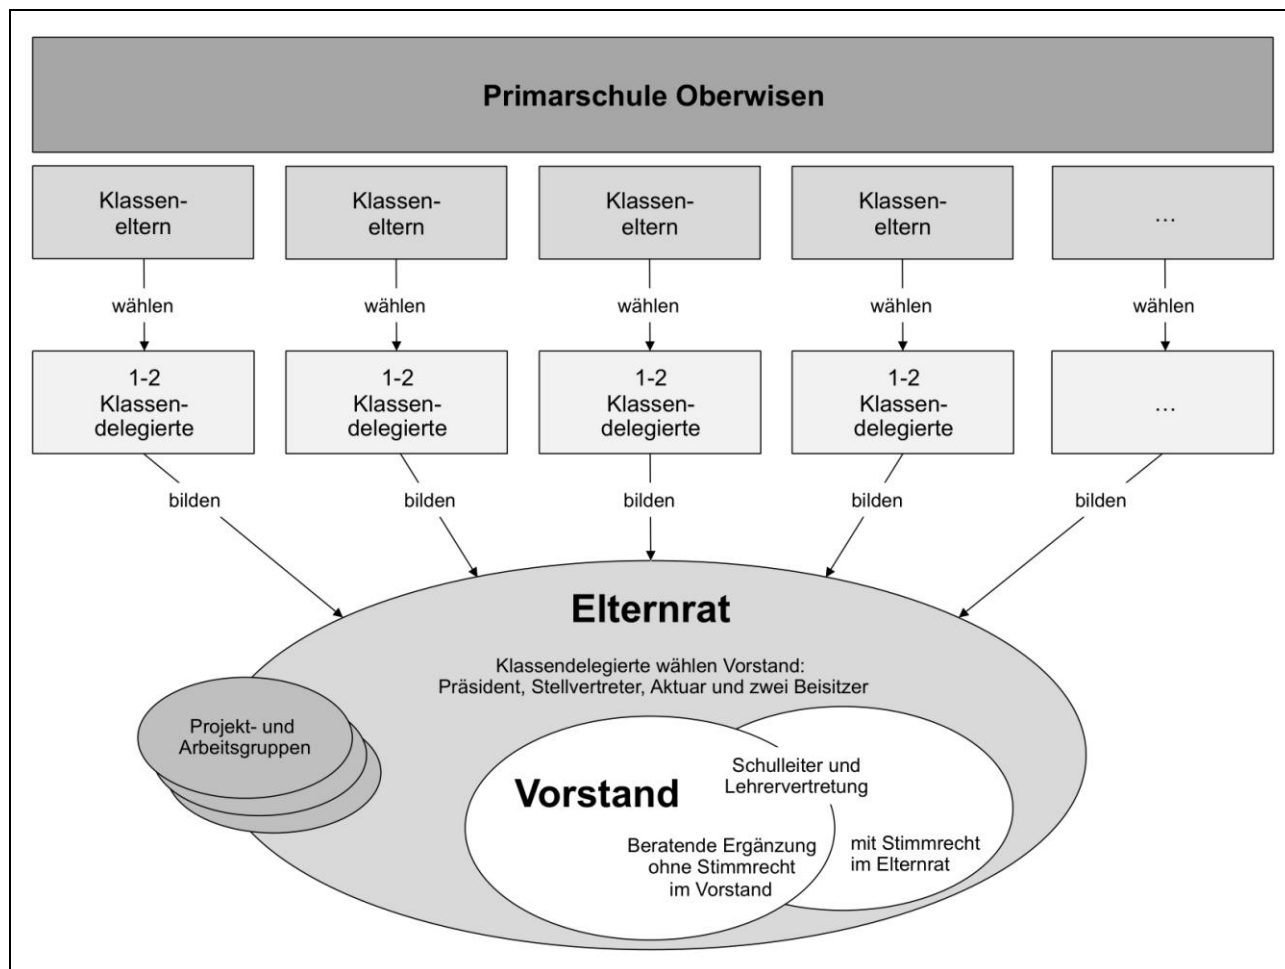 Primarschule Oberwisen
Klassen-
eltern
Klassen-
eltern
Klassen-
eltern
Klassen-
eltern
...
wählen
wählen
wählen
wählen
wählen
1-2
Klassen-
delegierte
1-2
Klassen-
delegierte
1-2
Klassen-
delegierte
1-2
Klassen-
delegierte
...
bilden
bilden
bilden
bilden
bilden
Elternrat
Klassendelegierte wählen Vorstand:
Präsident, Stellvertreter, Aktuar und zwei Beisitzer
Projekt- und
Arbeitsgruppen
Vorstand
Schulleiter und
Lehrervertretung
Beratende Ergänzung
ohne Stimmrecht
im Vorstand
mit Stimmrecht
im Elternrat